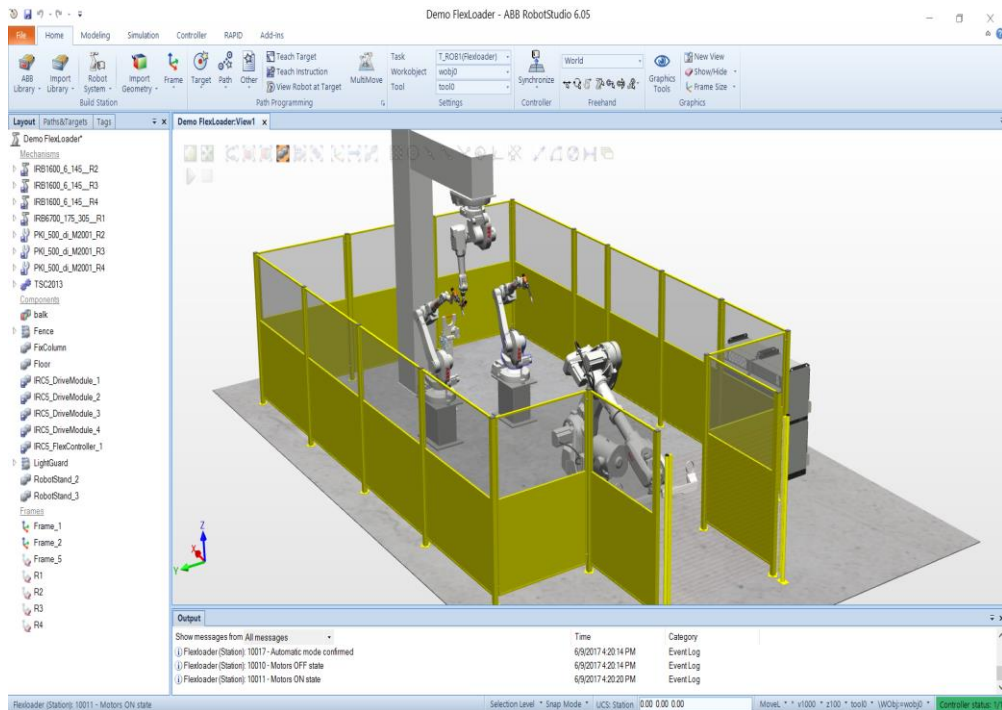 Demo FlexLoader - ABB RobotStudio 6.05
File Home Modeling Simulation Controller RAPID Add-Ins
ABB Library
Import Library
Robot System
Import Geometry
Frame
Build Station
Target
Path
Other
Teach Target
Teach Instruction
View Robot at Target
Path Programming
MultiMove
Task T_ROB1(Flexloader)
Workobject wobj0
Tool tool0
Settings
Synchronize
Controller
World
Freehand
Graphics Tools
New View
Show/Hide
Frame Size
Graphics
Layout Paths&Targets Tags
Demo FlexLoader:View1 x
Demo FlexLoader*
Mechanisms
IRB1600_6_145__R2
IRB1600_6_145__R3
IRB1600_6_145__R4
IRB6700_175_305__R1
PKI_500_di_M2001_R2
PKI_500_di_M2001_R3
PKI_500_di_M2001_R4
TSC2013
Components
balk
Fence
FixColumn
Floor
IRC5_DriveModule_1
IRC5_DriveModule_2
IRC5_DriveModule_3
IRC5_DriveModule_4
IRC5_FlexController_1
LightGuard
RobotStand_2
RobotStand_3
Frames
Frame_1
Frame_2
Frame_5
R1
R2
R3
R4
Z
X
Y
Output
Show messages from All messages Time Category
Flexloader (Station): 10017 - Automatic mode confirmed 6/9/2017 4:20:14 PM Event Log
Flexloader (Station): 10010 - Motors OFF state 6/9/2017 4:20:14 PM Event Log
Flexloader (Station): 10011 - Motors ON state 6/9/2017 4:20:20 PM Event Log
Flexloader (Station): 10011 - Motors ON state Selection Level Snap Mode UCS: Station 0.00 0.00 0.00 MoveL * v1000 * z100 * tool0 * \WObj:=wobj0 Controller status: 1/1